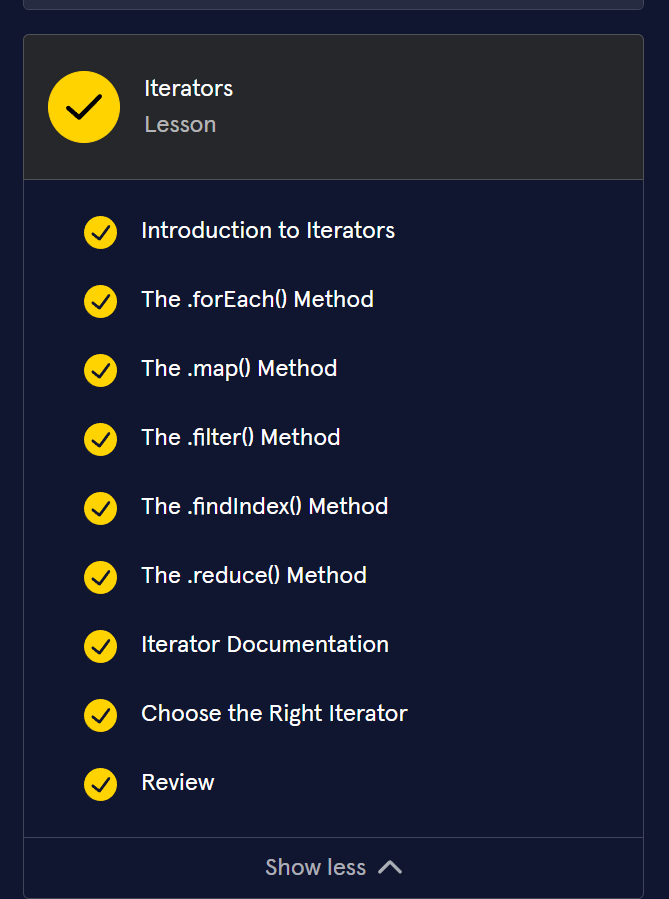 Iterators
Lesson
Introduction to Iterators
The .forEach() Method
The .map() Method
The .filter() Method
The .findIndex() Method
The .reduce() Method
Iterator Documentation
Choose the Right Iterator
Review
Show less